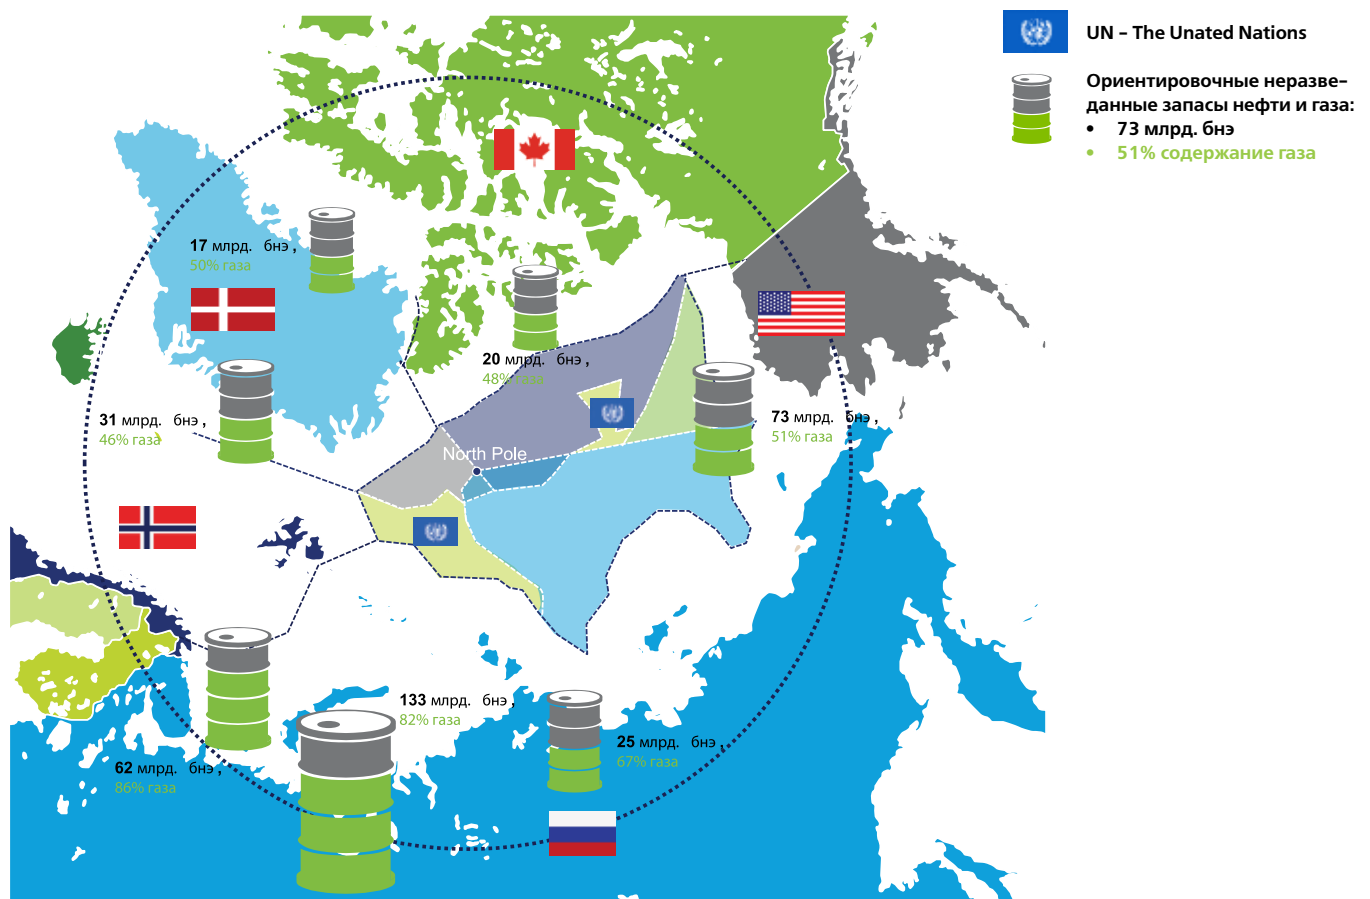 UN – The Unated Nations
Ориентировочные неразве-
данные запасы нефти и газа:
• 73 млрд. бнэ
• 51% содержание газа
17 млрд. бнэ ,
50% газа
20 млрд. бнэ ,
48% газа
31 млрд. бнэ ,
46% газа
73 млрд. бнэ ,
51% газа
North Pole
133 млрд. бнэ ,
82% газа
25 млрд. бнэ ,
67% газа
62 млрд. бнэ ,
86% газа